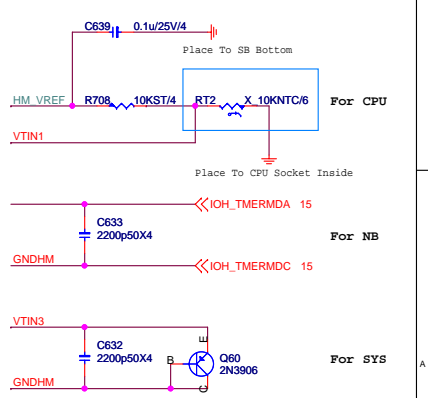 C639 0.1u/25V/4
Place To SB Bottom
HM_VREF R708 10KST/4 RT2 X_10KNTC/6 For CPU
VTIN1
Place To CPU Socket Inside
IOH_TMERMDA 15
C633
2200p50X4
For NB
GNDHM IOH_TMERMDC 15
VTIN3
E
C632
2200p50X4
B Q60
2N3906
For SYS
A
GNDHM
C